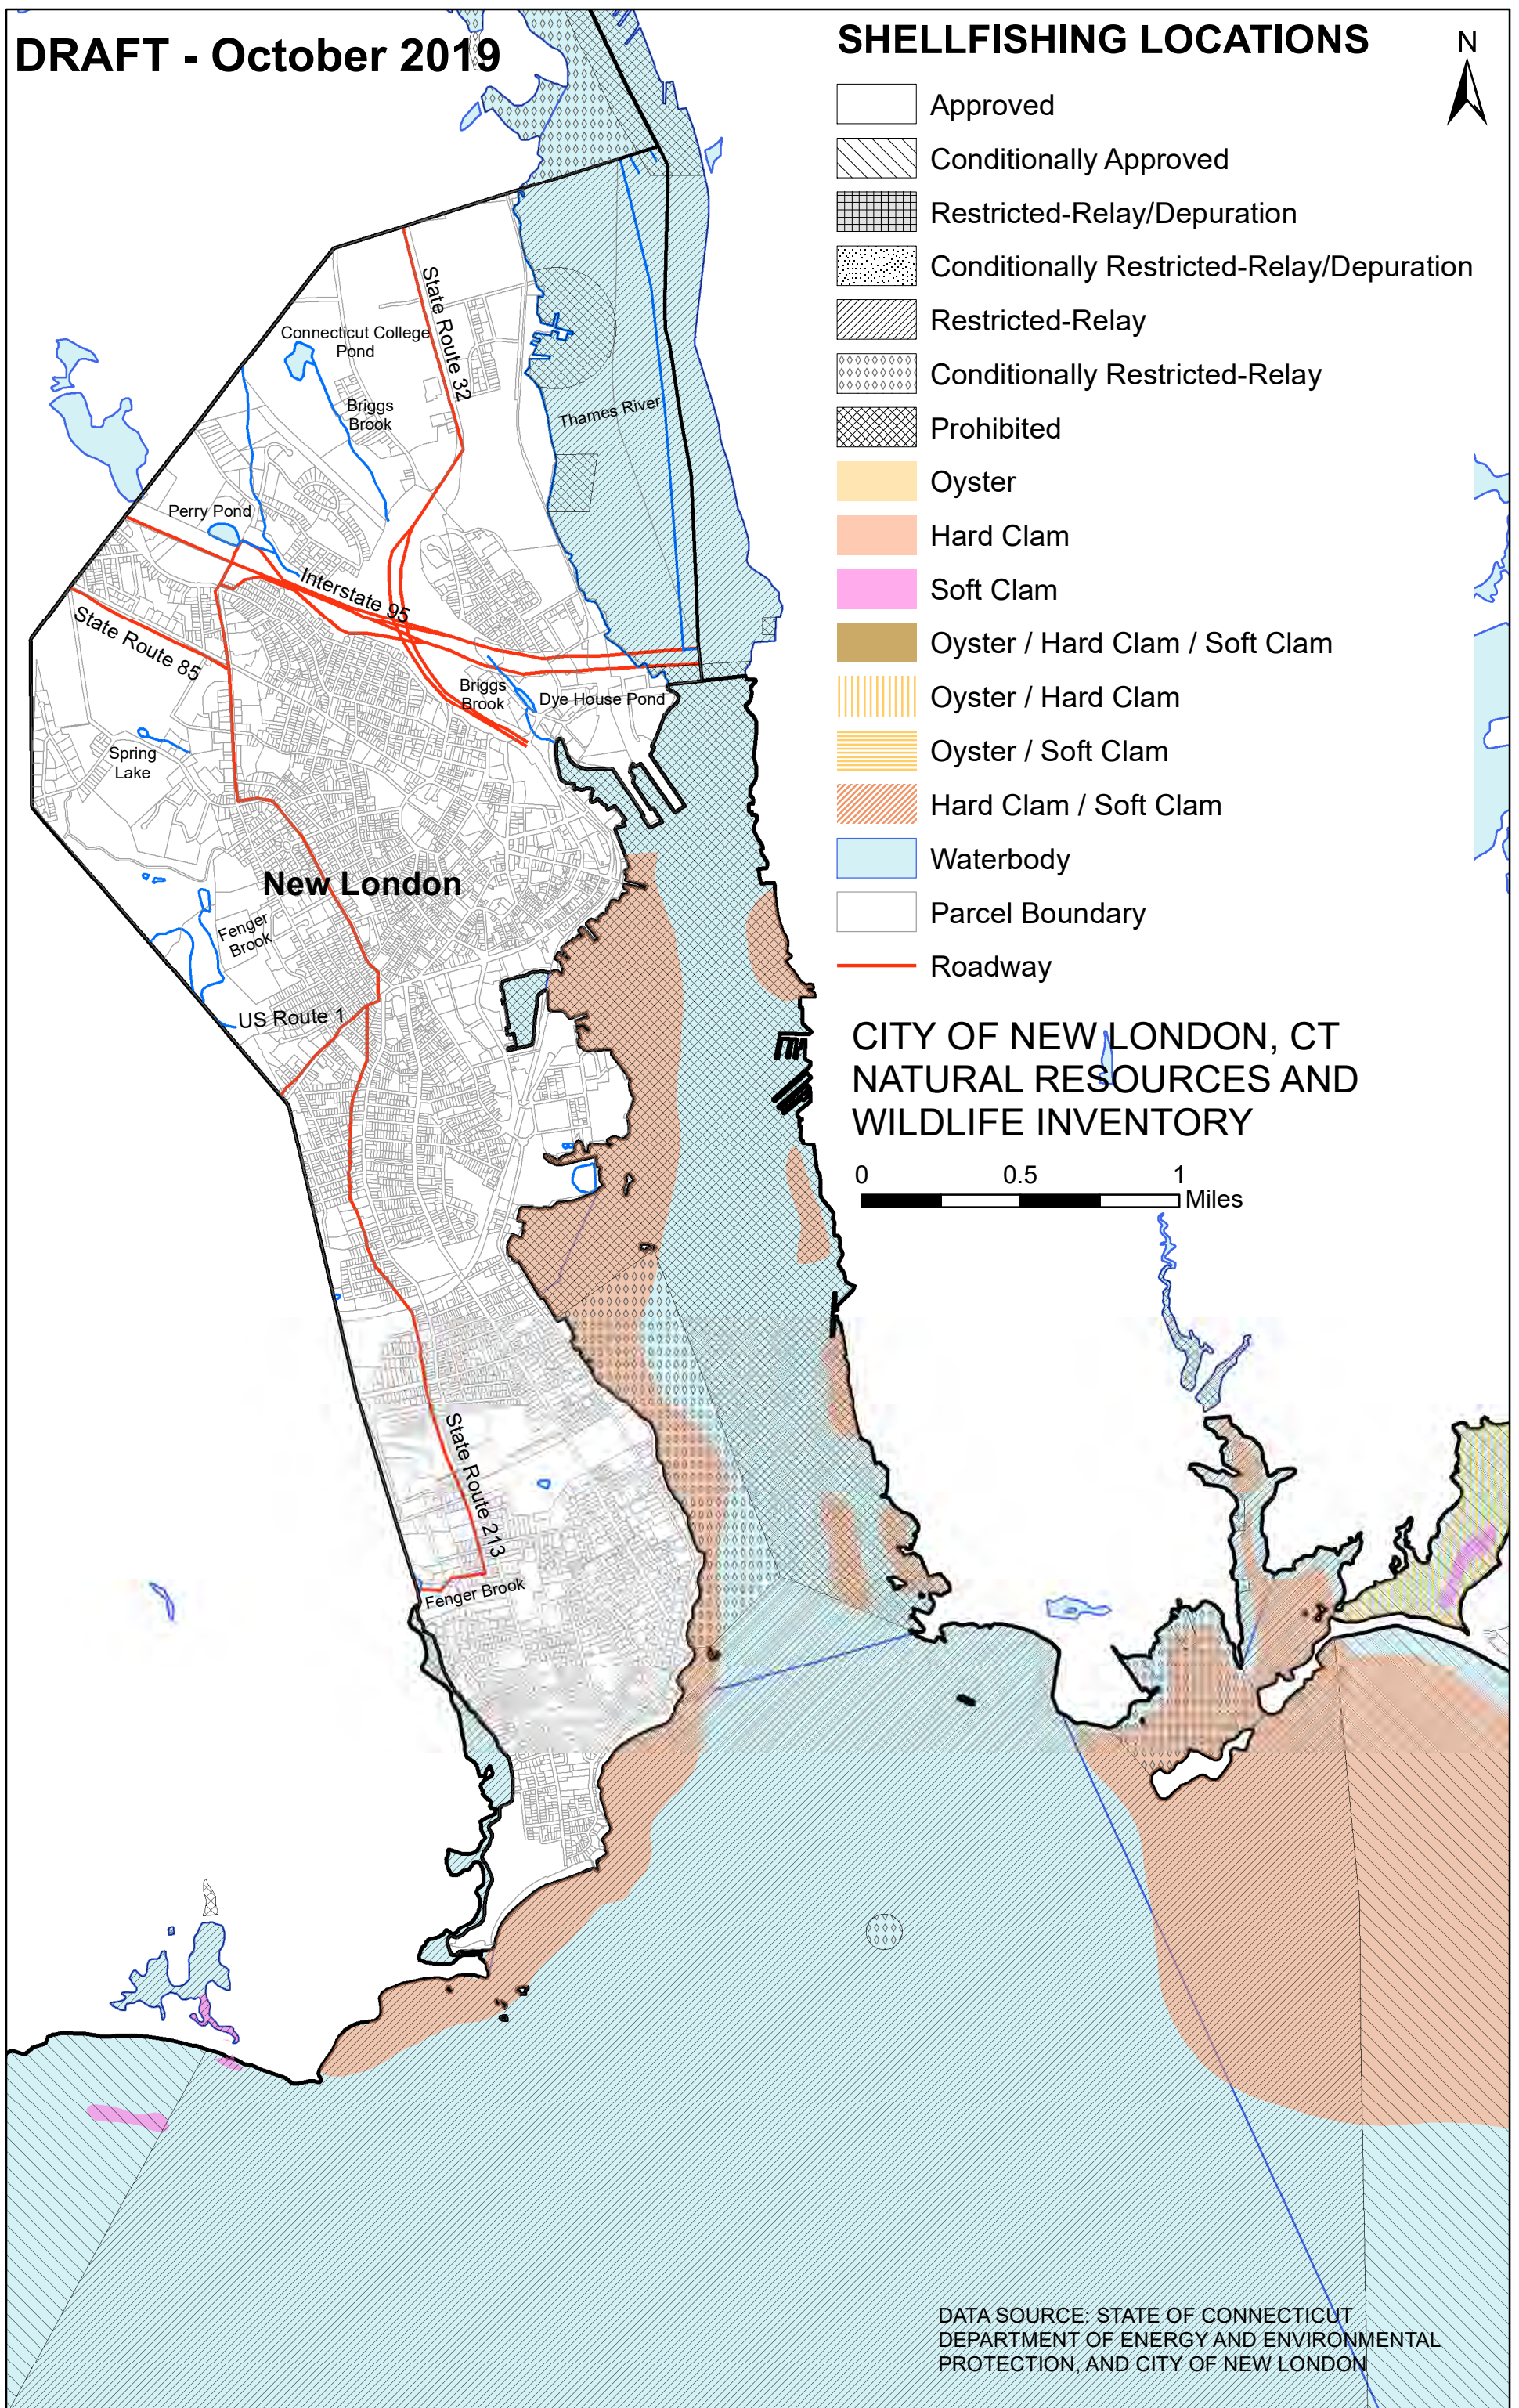 DRAFT - October 2019
SHELLFISHING LOCATIONS
N
Approved
Conditionally Approved
Restricted-Relay/Depuration
Conditionally Restricted-Relay/Depuration
Restricted-Relay
Conditionally Restricted-Relay
Prohibited
Oyster
Hard Clam
Soft Clam
Oyster / Hard Clam / Soft Clam
Oyster / Hard Clam
Oyster / Soft Clam
Hard Clam / Soft Clam
Waterbody
Parcel Boundary
Roadway
CITY OF NEW LONDON, CT
NATURAL RESOURCES AND
WILDLIFE INVENTORY
0 0.5 1
Miles
State Route 32
Connecticut College
Pond
Briggs
Brook
Thames River
Perry Pond
Interstate 95
State Route 85
Briggs
Brook
Dye House Pond
Spring
Lake
New London
Fenger
Brook
US Route 1
State Route 213
Fenger Brook
DATA SOURCE: STATE OF CONNECTICUT
DEPARTMENT OF ENERGY AND ENVIRONMENTAL
PROTECTION, AND CITY OF NEW LONDON